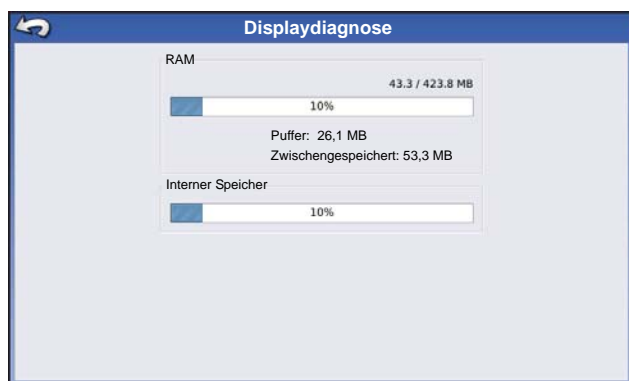 Displaydiagnose
RAM
43.3 / 423.8 MB
10%
Puffer: 26,1 MB
Zwischengespeichert: 53,3 MB
Interner Speicher
10%